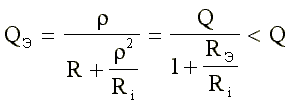 Q_Э = ρ / (R + ρ² / R_i) = Q / (1 + R_Э / R_i) < Q